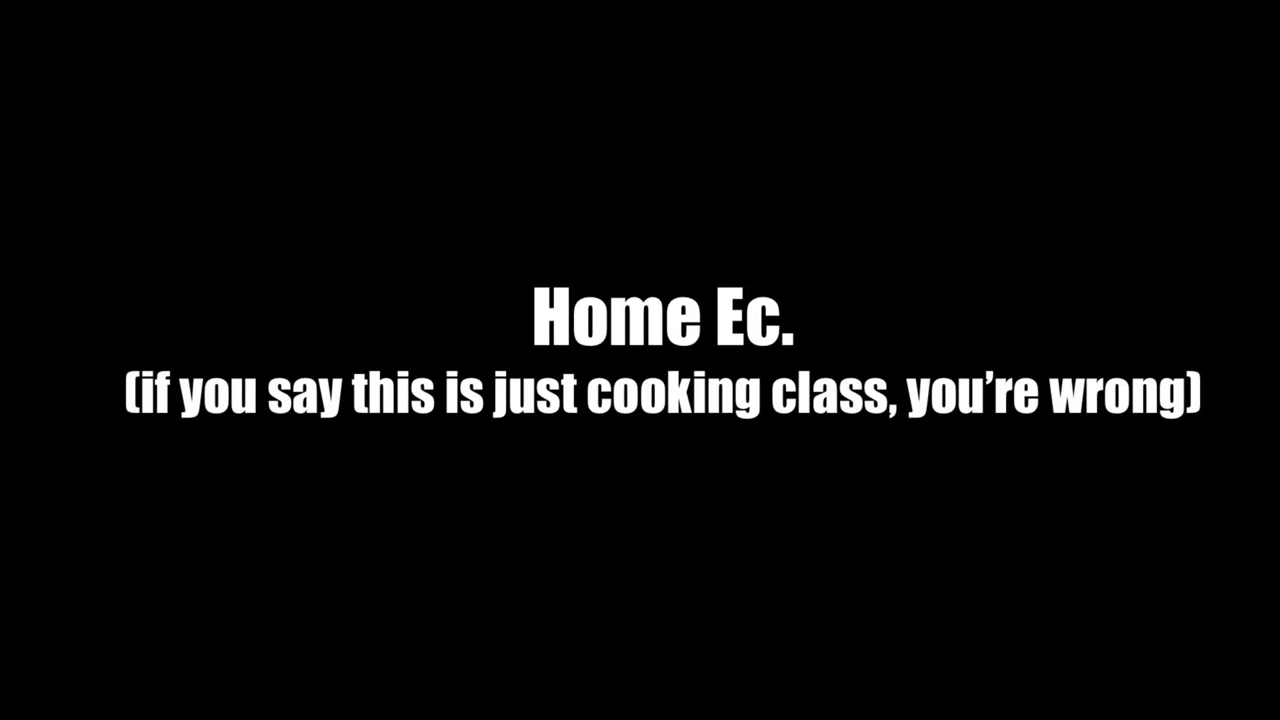 Home Ec.
(if you say this is just cooking class, you’re wrong)